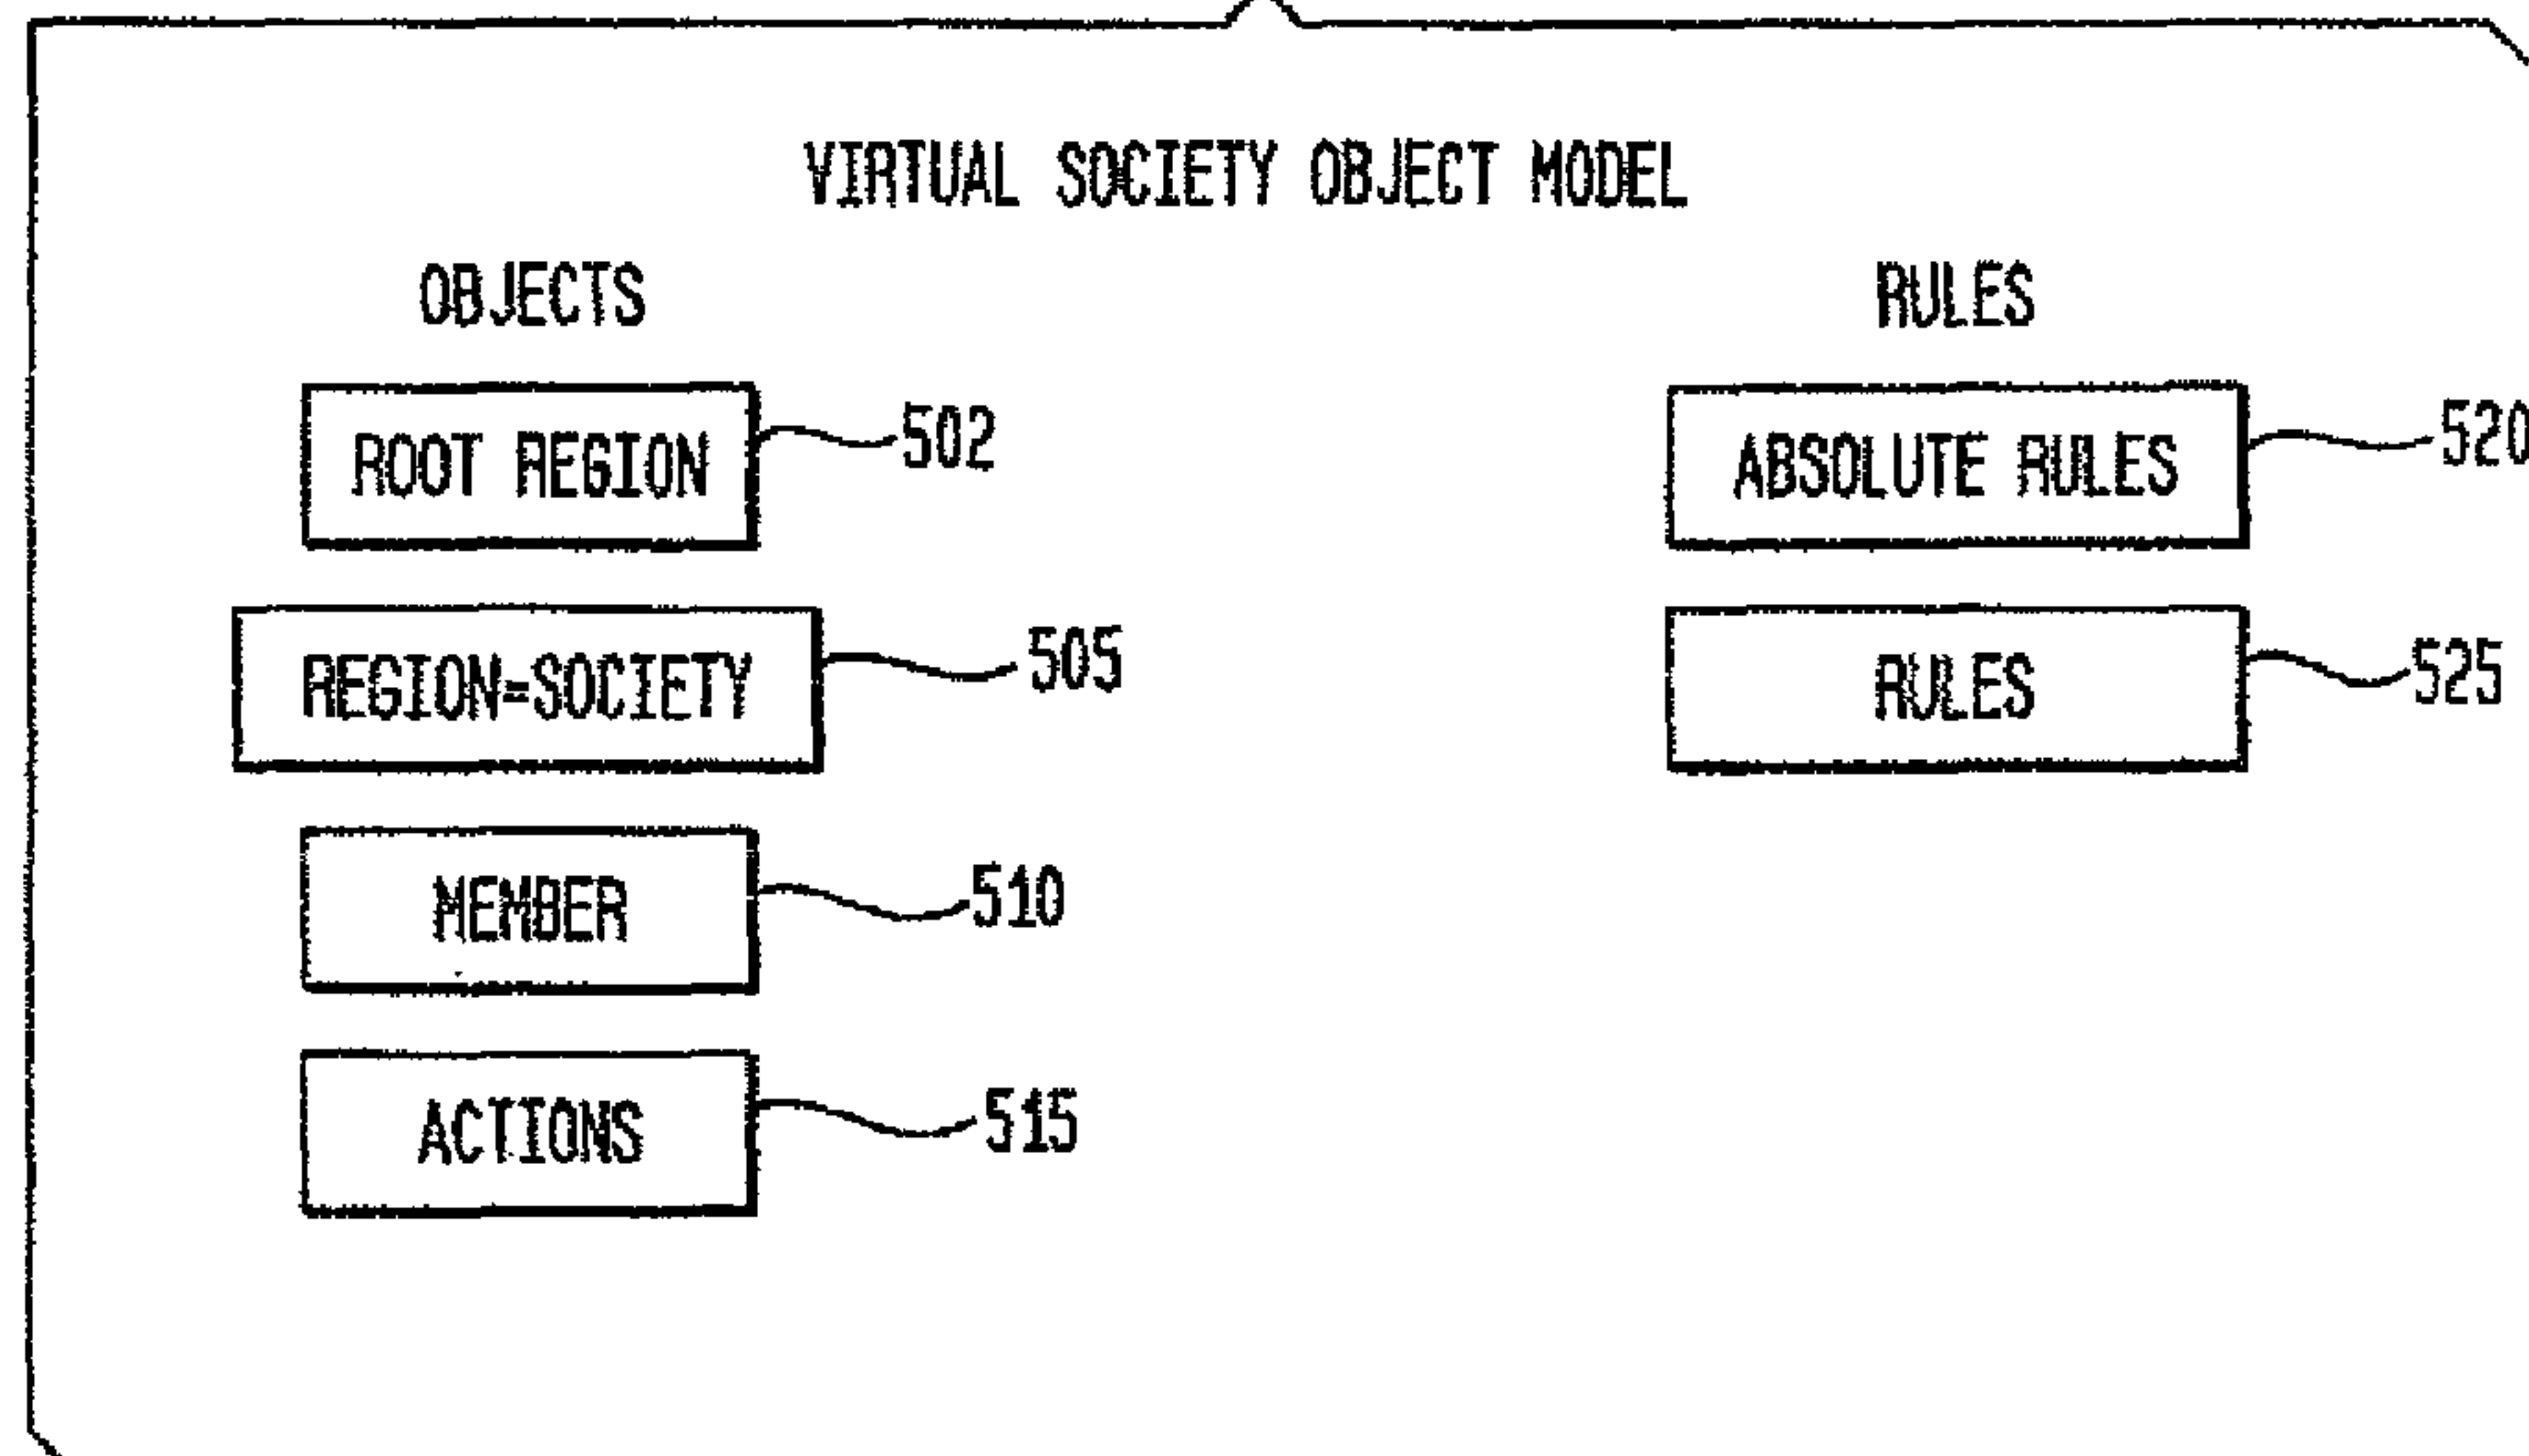 VIRTUAL SOCIETY OBJECT MODEL
OBJECTS
RULES
ROOT REGION
502
ABSOLUTE RULES
520
REGION=SOCIETY
505
RULES
525
MEMBER
510
ACTIONS
515